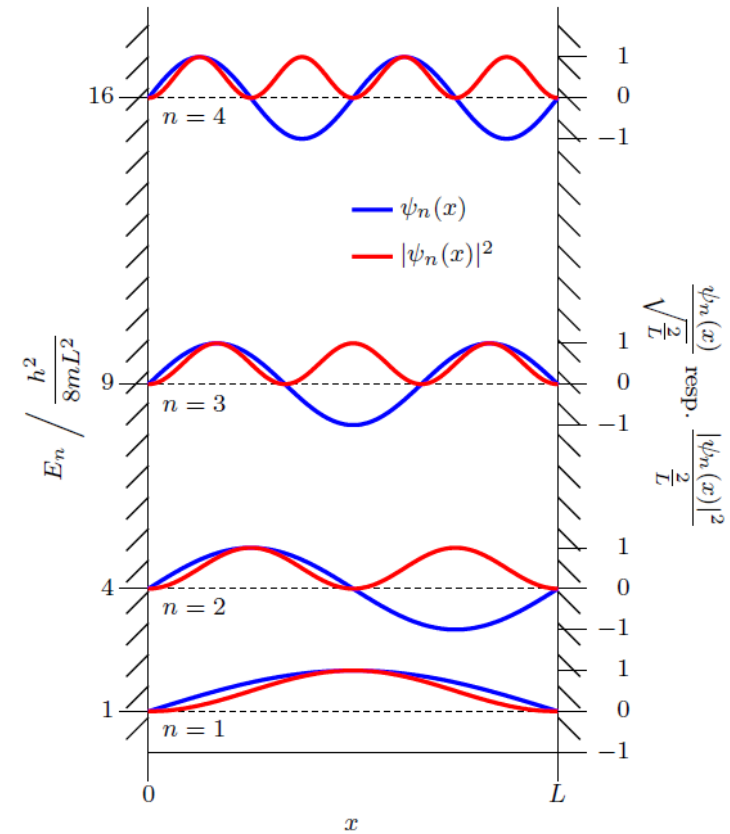 1
16
0
n = 4
−1
ψₙ(x)
|ψₙ(x)|²
Eₙ / h²/8mL²
ψₙ(x)/√(2/L) resp. |ψₙ(x)|²/(2/L)
1
9
0
n = 3
−1
1
4
0
n = 2
−1
1
1
0
n = 1
−1
0
L
x